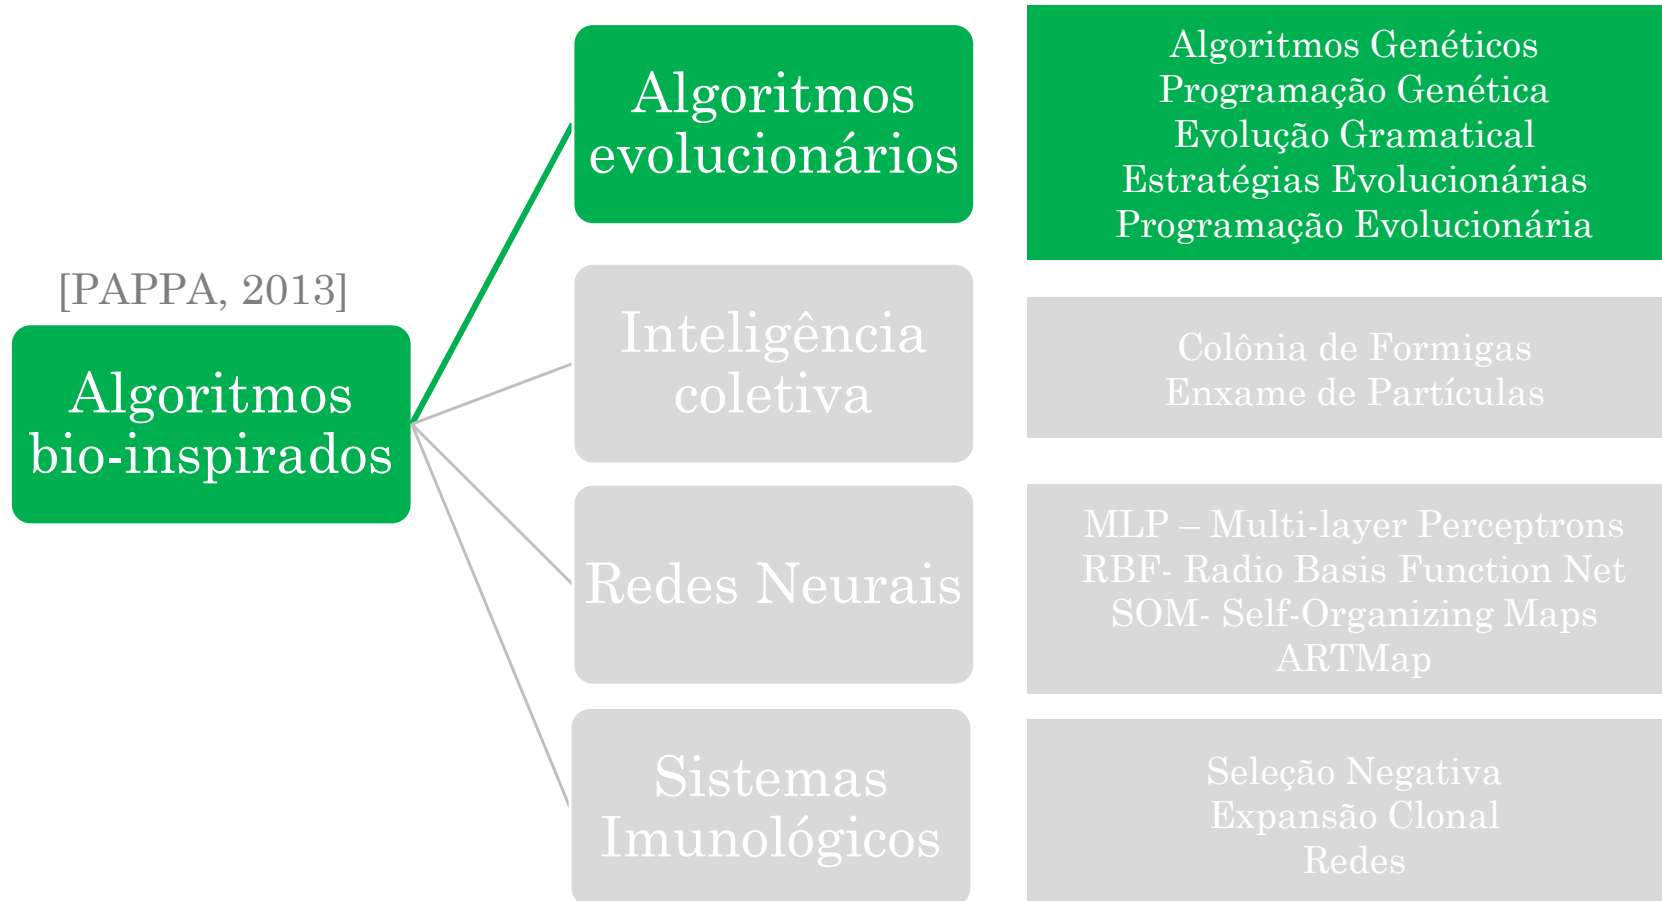 [PAPPA, 2013]
Algoritmos
bio-inspirados
Algoritmos
evolucionários
Algoritmos Genéticos
Programação Genética
Evolução Gramatical
Estratégias Evolucionárias
Programação Evolucionária
Inteligência
coletiva
Colônia de Formigas
Enxame de Partículas
Redes Neurais
MLP – Multi-layer Perceptrons
RBF- Radio Basis Function Net
SOM- Self-Organizing Maps
ARTMap
Sistemas
Imunológicos
Seleção Negativa
Expansão Clonal
Redes